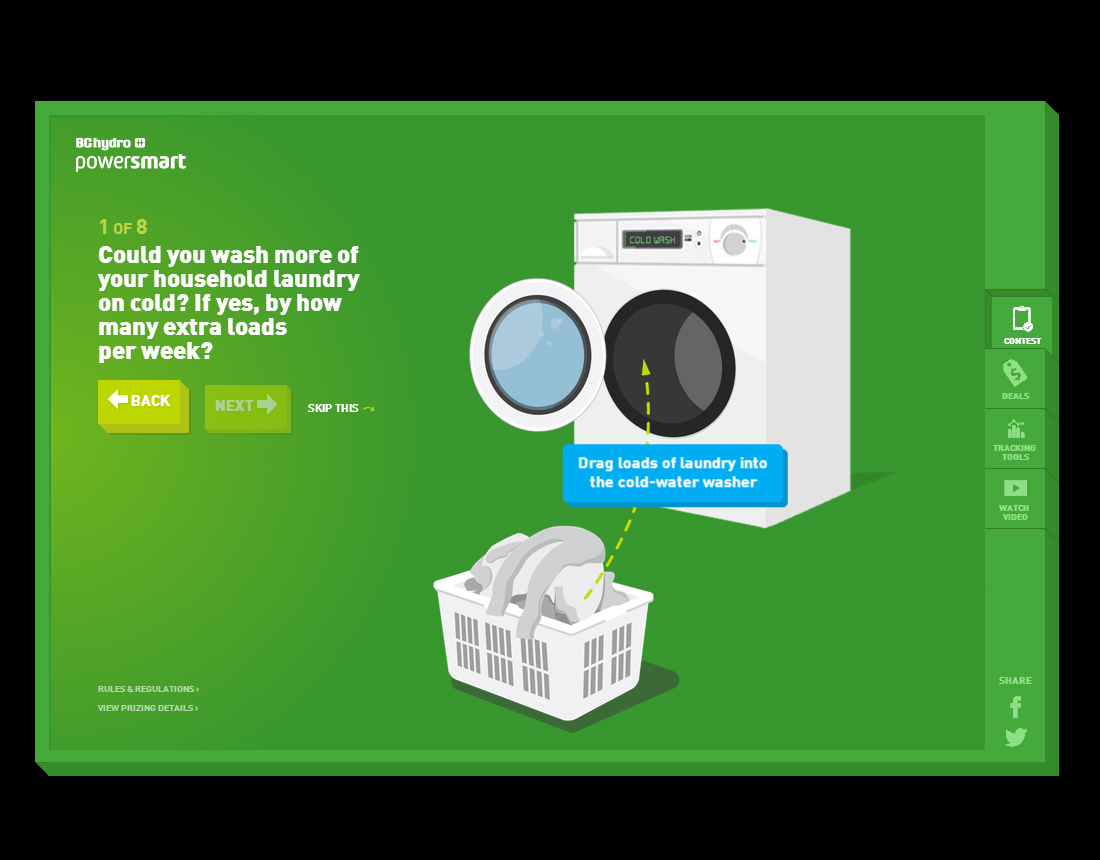 BC hydro
powersmart
1 OF 8
Could you wash more of
your household laundry
on cold? If yes, by how
many extra loads
per week?
BACK
NEXT
SKIP THIS
COLD WASH
Drag loads of laundry into
the cold-water washer
RULES & REGULATIONS ›
VIEW PRIZING DETAILS ›
CONTEST
DEALS
TRACKING
TOOLS
WATCH
VIDEO
SHARE